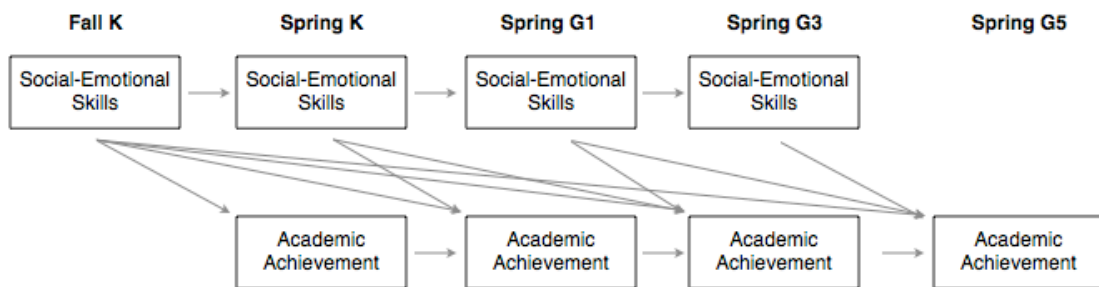 Fall K
Spring K
Spring G1
Spring G3
Spring G5
Social-Emotional
Skills
Social-Emotional
Skills
Social-Emotional
Skills
Social-Emotional
Skills
Academic
Achievement
Academic
Achievement
Academic
Achievement
Academic
Achievement